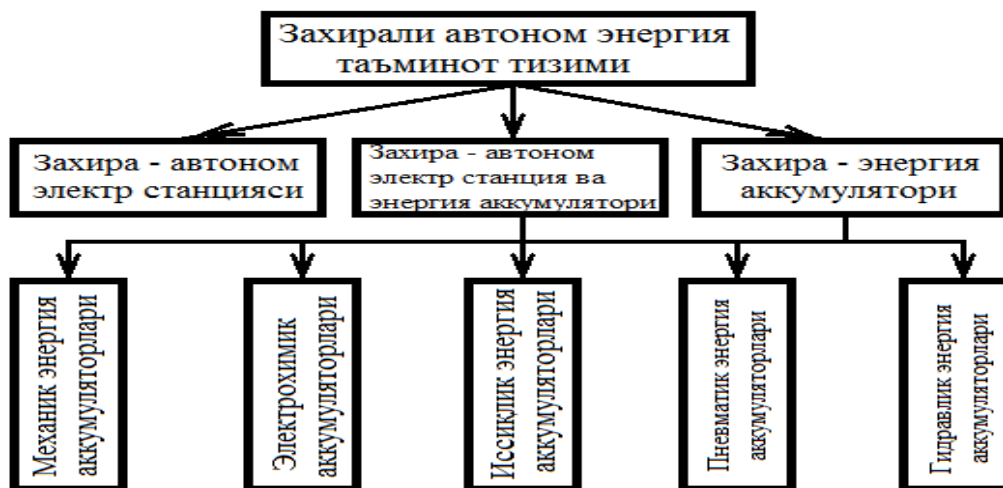 Захирали автоном энергия
таъминот тизими
Захира - автоном
электр станцияси
Захира - автоном
электр станция ва
энергия аккумулятори
Захира - энергия
аккумулятори
Механик энергия
аккумуляторлари
Электрохимик
аккумуляторлари
Иссиқлик энергия
аккумуляторлари
Пневматик энергия
аккумуляторлари
Гидравлик энергия
аккумуляторлари